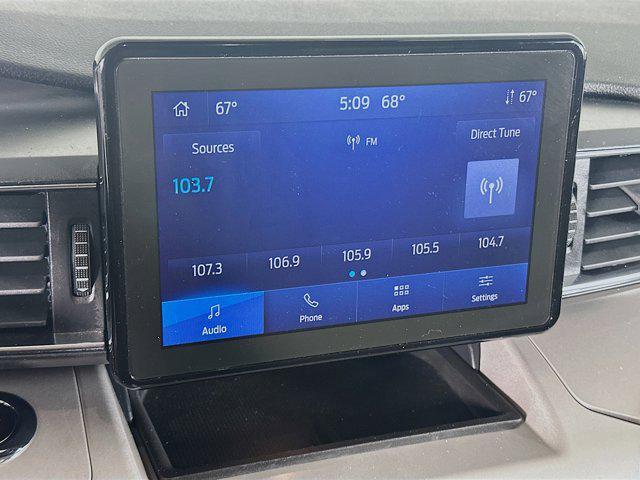 67° 5:09 68° 67°
Sources FM Direct Tune
103.7
107.3 106.9 105.9 105.5 104.7
Audio Phone Apps Settings